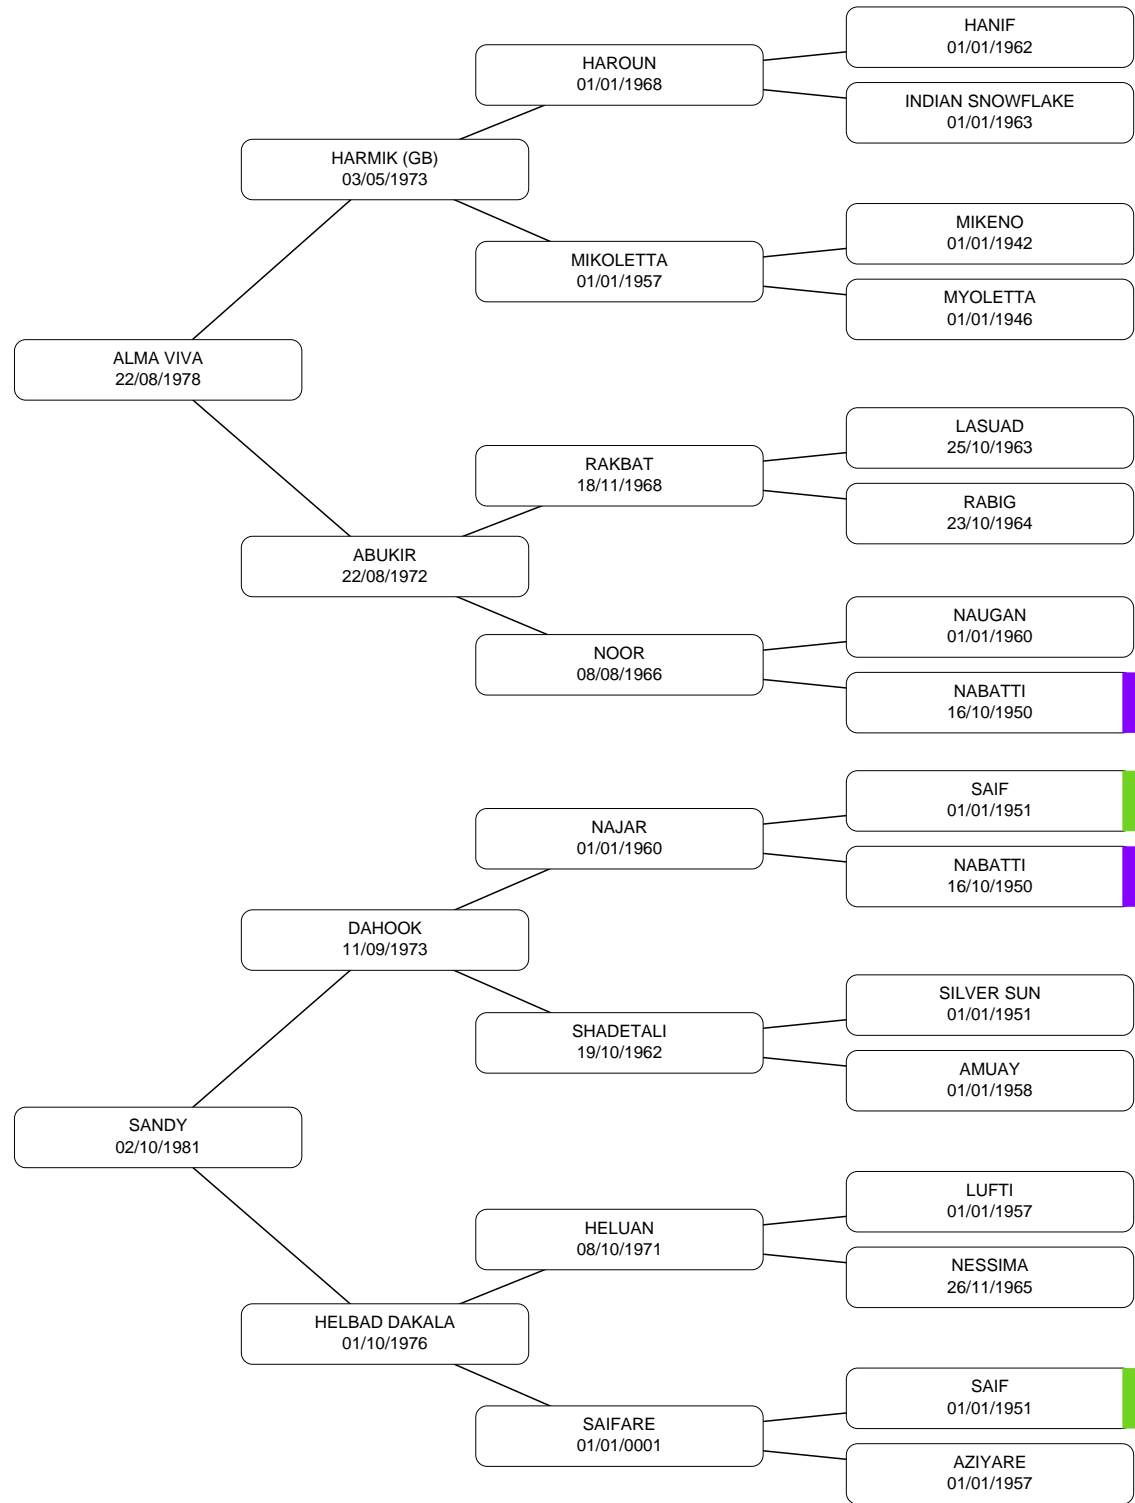 HANIF
01/01/1962
HAROUN
01/01/1968
INDIAN SNOWFLAKE
01/01/1963
HARMIK (GB)
03/05/1973
MIKENO
01/01/1942
MIKOLETTA
01/01/1957
MYOLETTA
01/01/1946
ALMA VIVA
22/08/1978
LASUAD
25/10/1963
RAKBAT
18/11/1968
RABIG
23/10/1964
ABUKIR
22/08/1972
NAUGAN
01/01/1960
NOOR
08/08/1966
NABATTI
16/10/1950
SAIF
01/01/1951
NAJAR
01/01/1960
NABATTI
16/10/1950
DAHOOK
11/09/1973
SILVER SUN
01/01/1951
SHADETALI
19/10/1962
AMUAY
01/01/1958
SANDY
02/10/1981
LUFTI
01/01/1957
HELUAN
08/10/1971
NESSIMA
26/11/1965
HELBAD DAKALA
01/10/1976
SAIF
01/01/1951
SAIFARE
01/01/0001
AZIYARE
01/01/1957